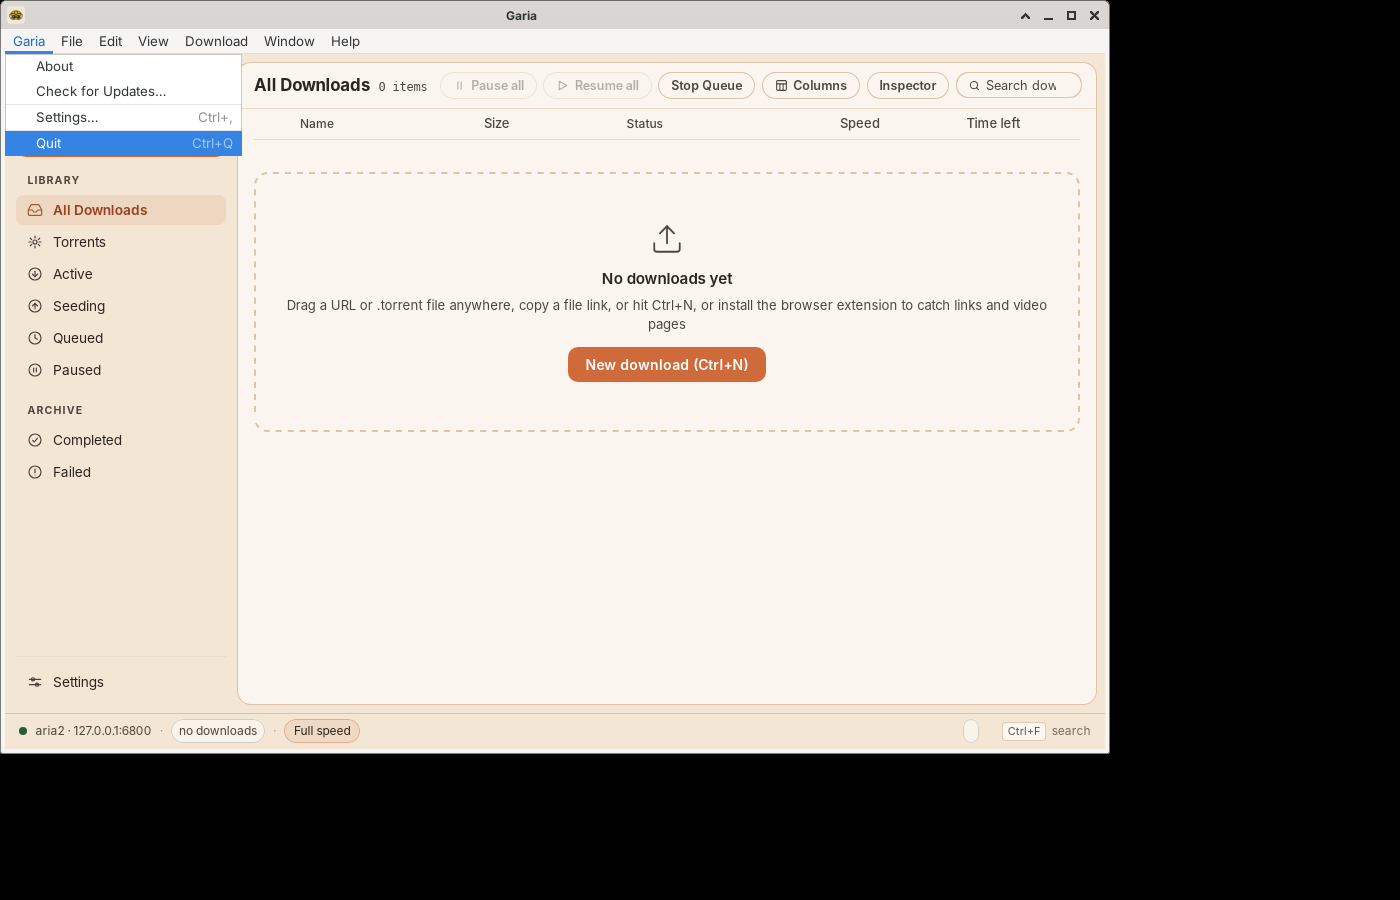 Garia
Garia File Edit View Download Window Help
About
Check for Updates...
Settings... Ctrl+,
Quit Ctrl+Q
All Downloads 0 items Pause all Resume all Stop Queue Columns Inspector Search dow
Name Size Status Speed Time left
LIBRARY
All Downloads
Torrents
Active
Seeding
Queued
Paused
ARCHIVE
Completed
Failed
Settings
No downloads yet
Drag a URL or .torrent file anywhere, copy a file link, or hit Ctrl+N, or install the browser extension to catch links and video
pages
New download (Ctrl+N)
aria2 · 127.0.0.1:6800 · no downloads · Full speed Ctrl+F search